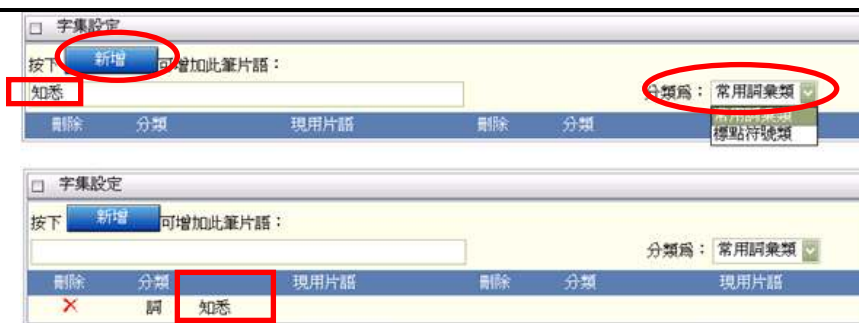 字集設定
按下 新增 可增加此筆片語：
知悉 分類為： 常用詞彙類
刪除 分類 現用片語 刪除 分類
常用詞彙類
標點符號類
字集設定
按下 新增 可增加此筆片語：
分類為： 常用詞彙類
刪除 分類 現用片語 刪除 分類 現用片語
詞 知悉